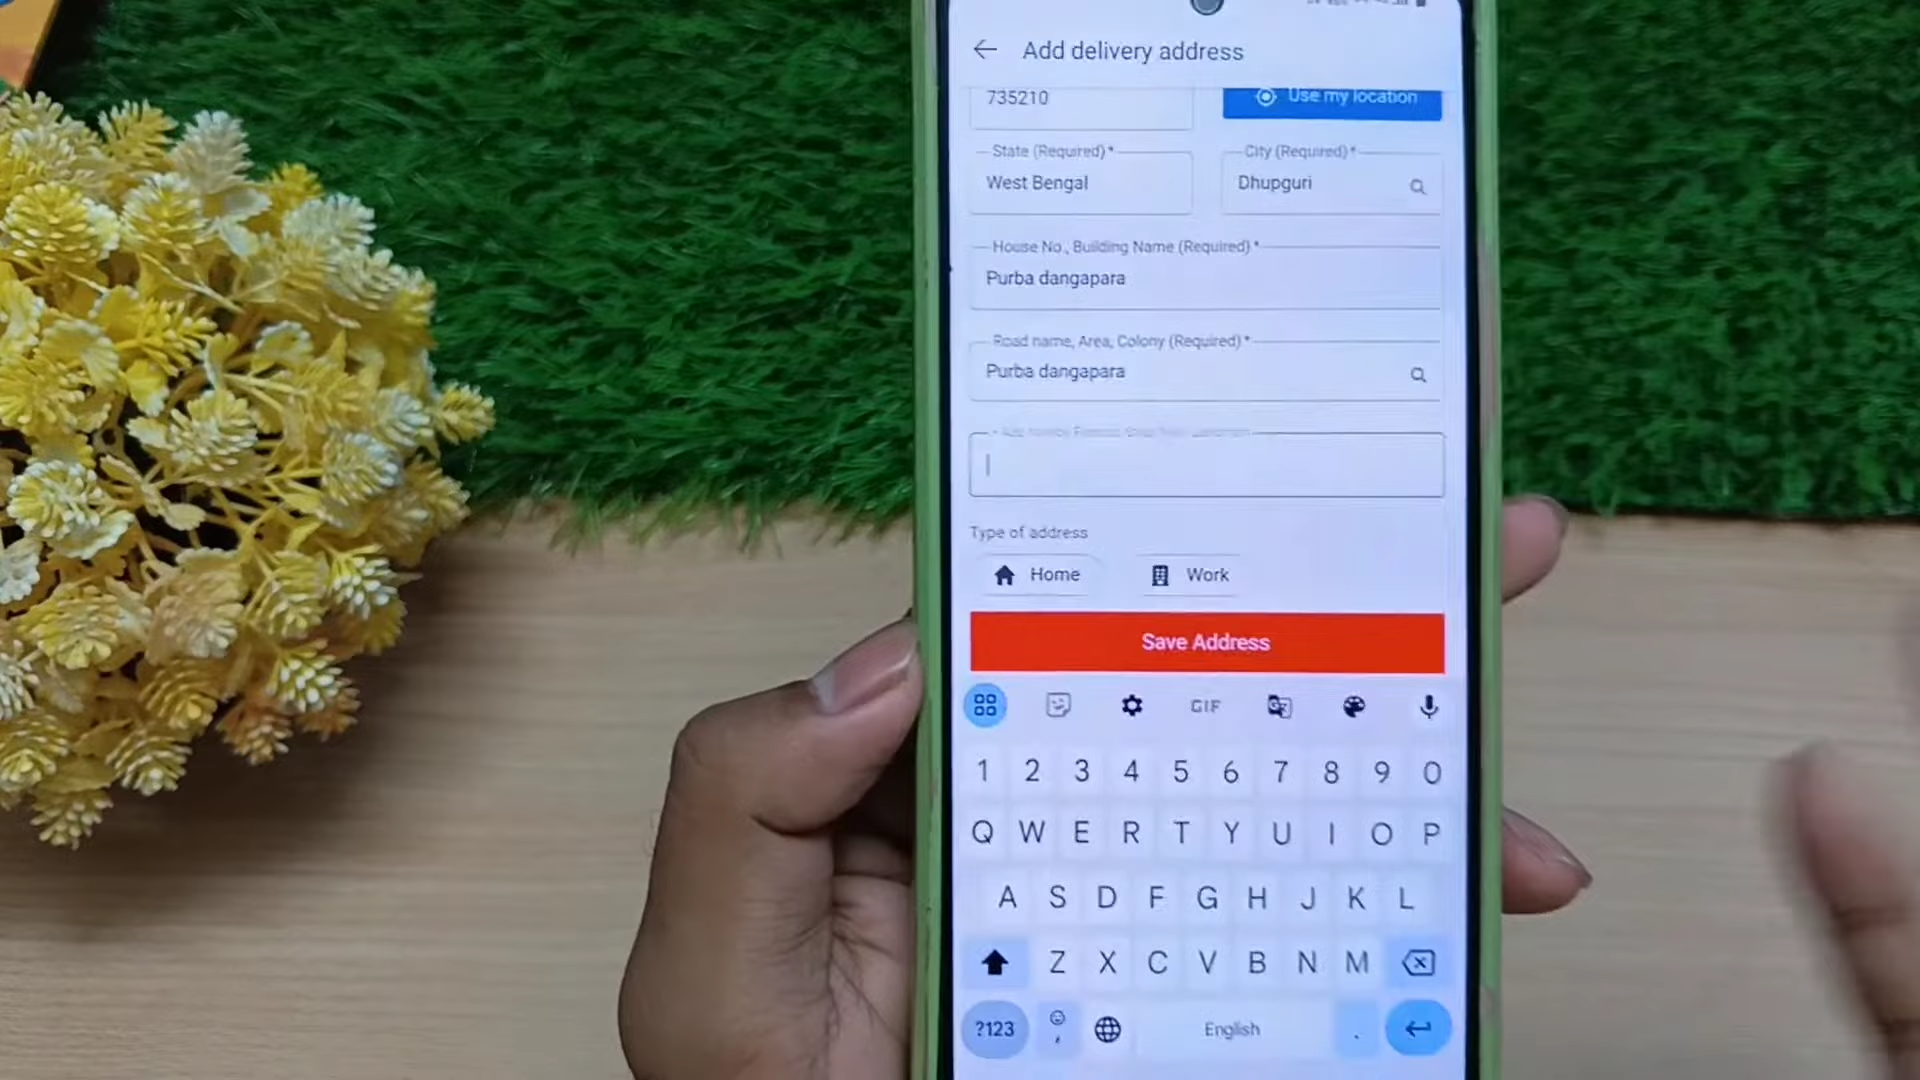 Add delivery address
735210
Use my location
State (Required)*
City (Required)*
West Bengal
Dhupguri
House No., Building Name (Required)*
Purba dangapara
Road name, Area, Colony (Required)*
Purba dangapara
Type of address
Home
Work
Save Address
GIF
1 2 3 4 5 6 7 8 9 0
Q W E R T Y U I O P
A S D F G H J K L
Z X C V B N M
?123 , English .